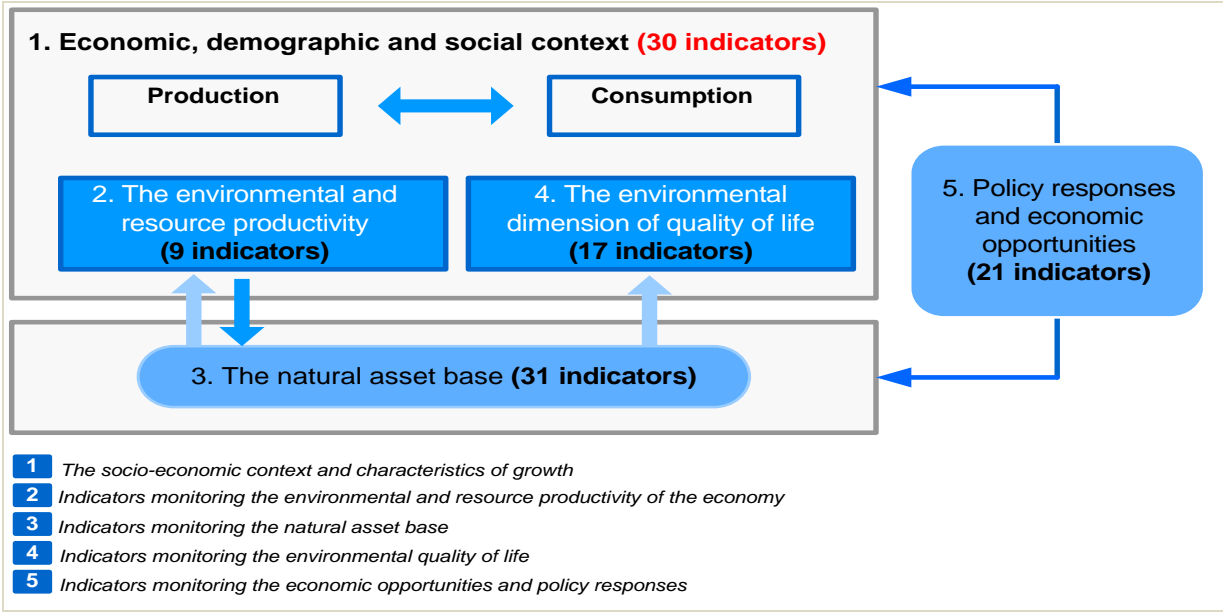 1. Economic, demographic and social context (30 indicators)
Production
Consumption
2. The environmental and
resource productivity
(9 indicators)
4. The environmental
dimension of quality of life
(17 indicators)
5. Policy responses
and economic
opportunities
(21 indicators)
3. The natural asset base (31 indicators)
1 The socio-economic context and characteristics of growth
2 Indicators monitoring the environmental and resource productivity of the economy
3 Indicators monitoring the natural asset base
4 Indicators monitoring the environmental quality of life
5 Indicators monitoring the economic opportunities and policy responses